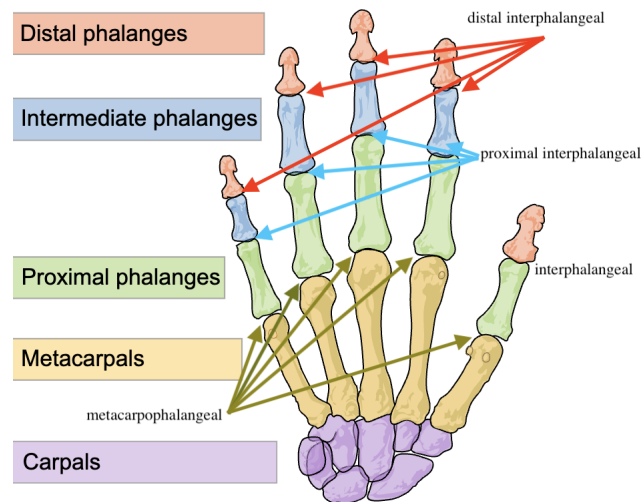 distal interphalangeal
Distal phalanges
Intermediate phalanges
proximal interphalangeal
Proximal phalanges
interphalangeal
Metacarpals
metacarpophalangeal
Carpals